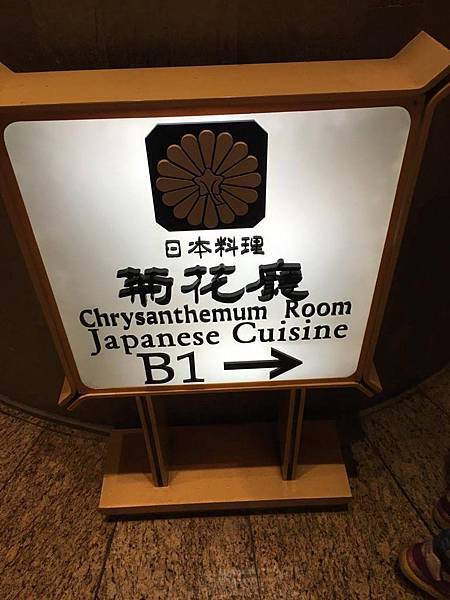 日本料理
菊花廳
Chrysanthemum Room
Japanese Cuisine
B1 →